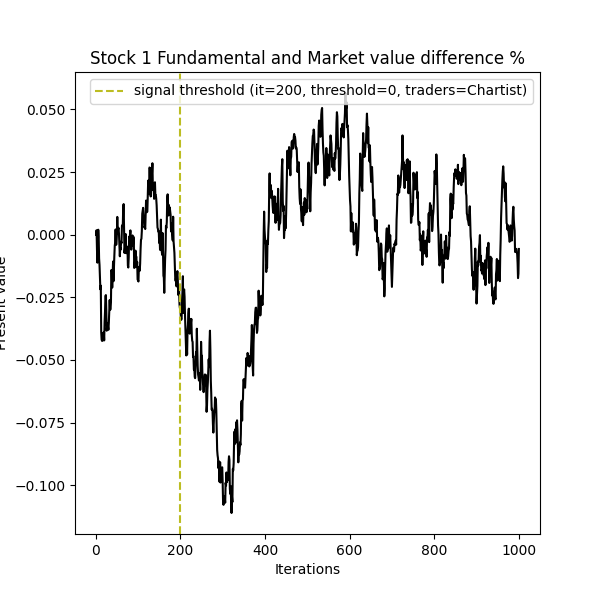 Stock 1 Fundamental and Market value difference %
signal threshold (it=200, threshold=0, traders=Chartist)
0.050
0.025
0.000
−0.025
−0.050
−0.075
−0.100
Present value
0 200 400 600 800 1000
Iterations